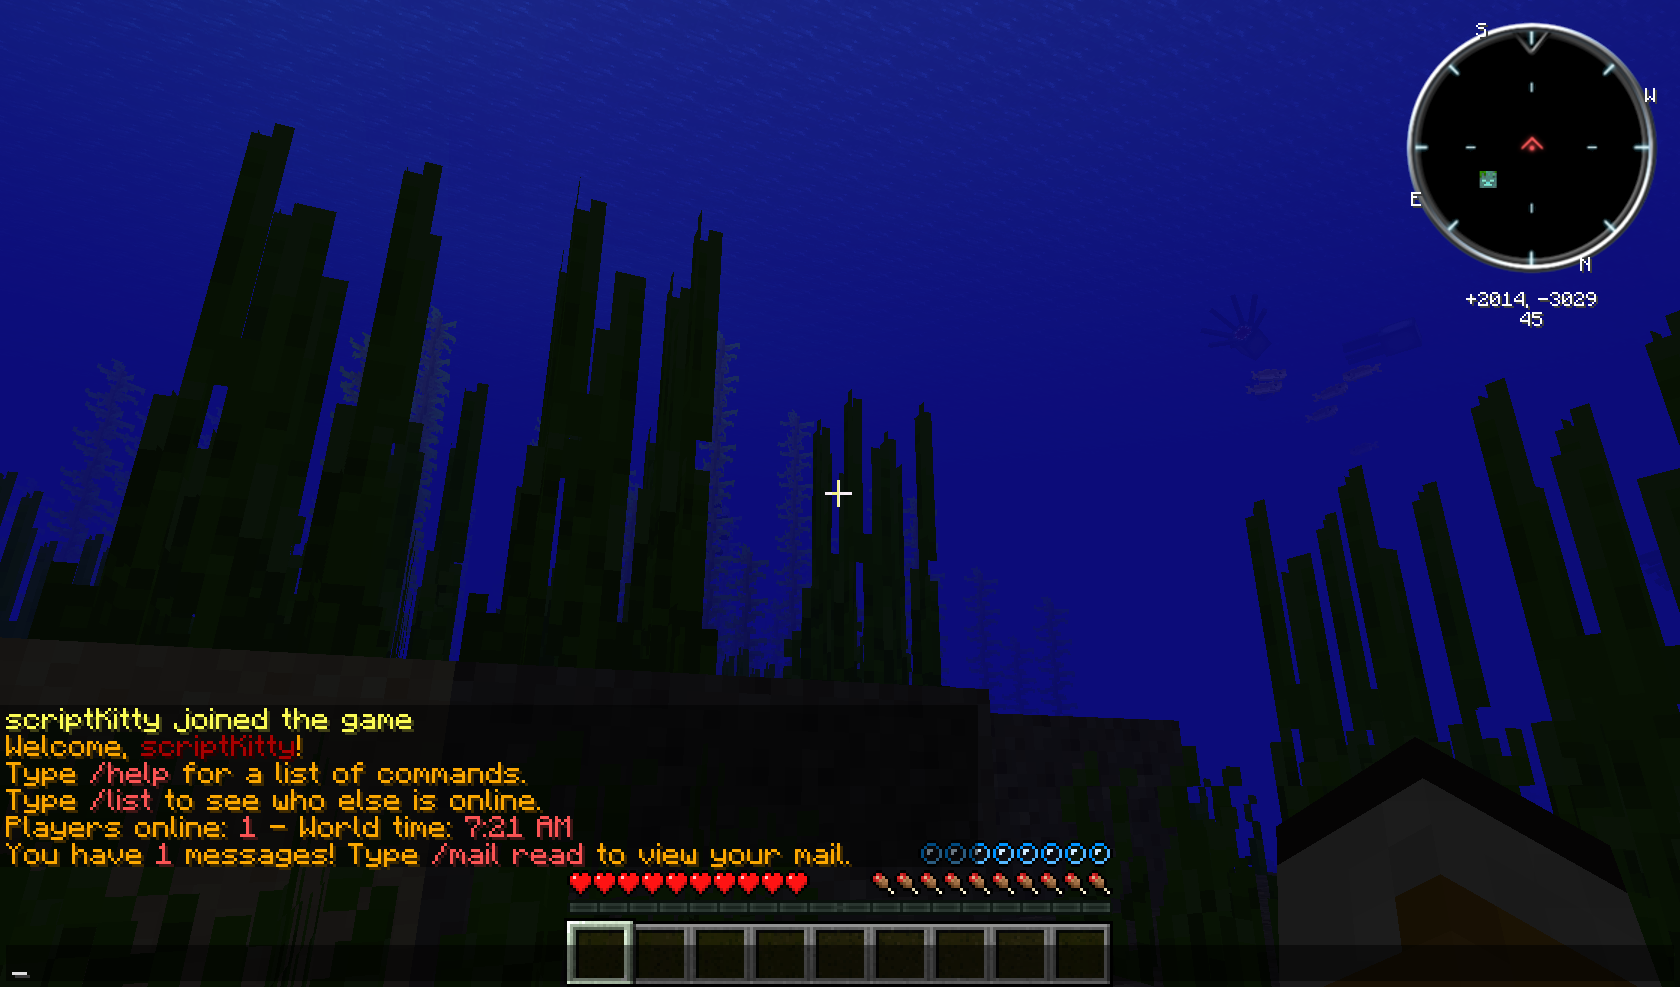 S
W
E
N
+2014, -3029
45
scriptKitty joined the game
Welcome, scriptKitty!
Type /help for a list of commands.
Type /list to see who else is online.
Players online: 1 - World time: 7:21 AM
You have 1 messages! Type /mail read to view your mail.
_